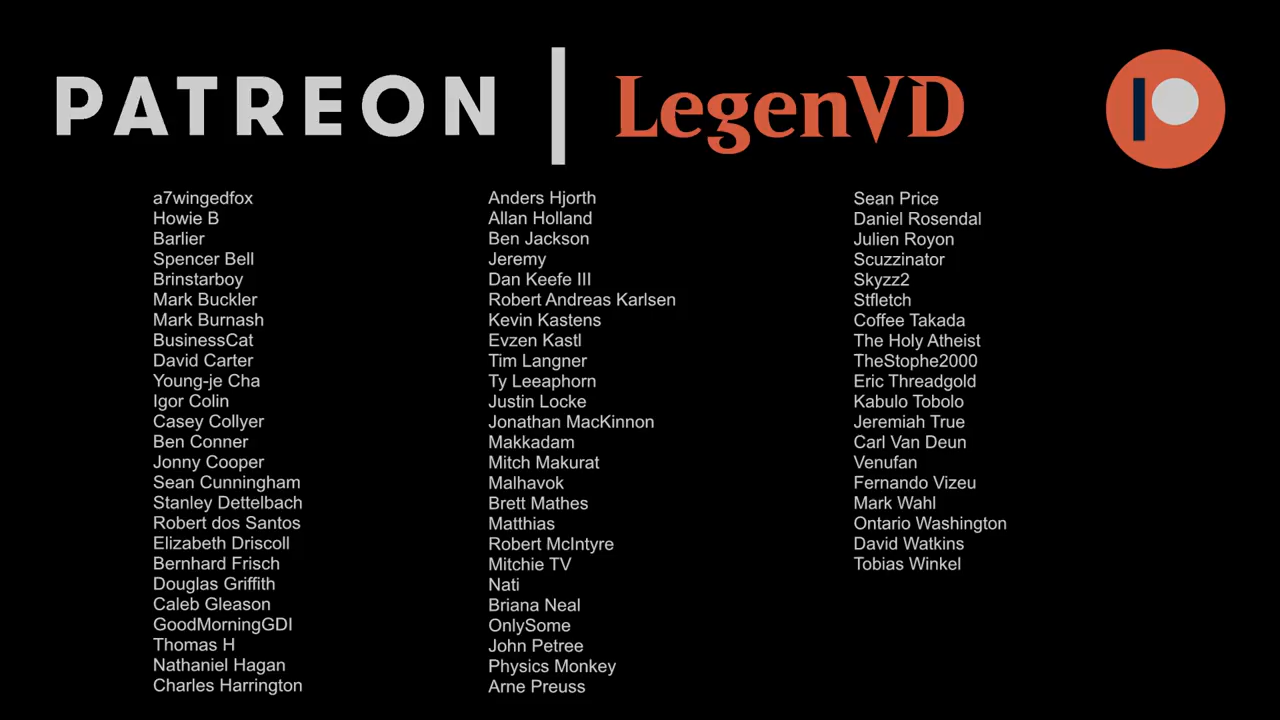 PATREON | LegenVD
a7wingedfox
Howie B
Barlier
Spencer Bell
Brinstarboy
Mark Buckler
Mark Burnash
BusinessCat
David Carter
Young-je Cha
Igor Colin
Casey Collyer
Ben Conner
Jonny Cooper
Sean Cunningham
Stanley Dettelbach
Robert dos Santos
Elizabeth Driscoll
Bernhard Frisch
Douglas Griffith
Caleb Gleason
GoodMorningGDI
Thomas H
Nathaniel Hagan
Charles Harrington
Anders Hjorth
Allan Holland
Ben Jackson
Jeremy
Dan Keefe III
Robert Andreas Karlsen
Kevin Kastens
Evzen Kastl
Tim Langner
Ty Leeaphorn
Justin Locke
Jonathan MacKinnon
Makkadam
Mitch Makurat
Malhavok
Brett Mathes
Matthias
Robert McIntyre
Mitchie TV
Nati
Briana Neal
OnlySome
John Petree
Physics Monkey
Arne Preuss
Sean Price
Daniel Rosendal
Julien Royon
Scuzzinator
Skyzz2
Stfletch
Coffee Takada
The Holy Atheist
TheStophe2000
Eric Threadgold
Kabulo Tobolo
Jeremiah True
Carl Van Deun
Venufan
Fernando Vizeu
Mark Wahl
Ontario Washington
David Watkins
Tobias Winkel